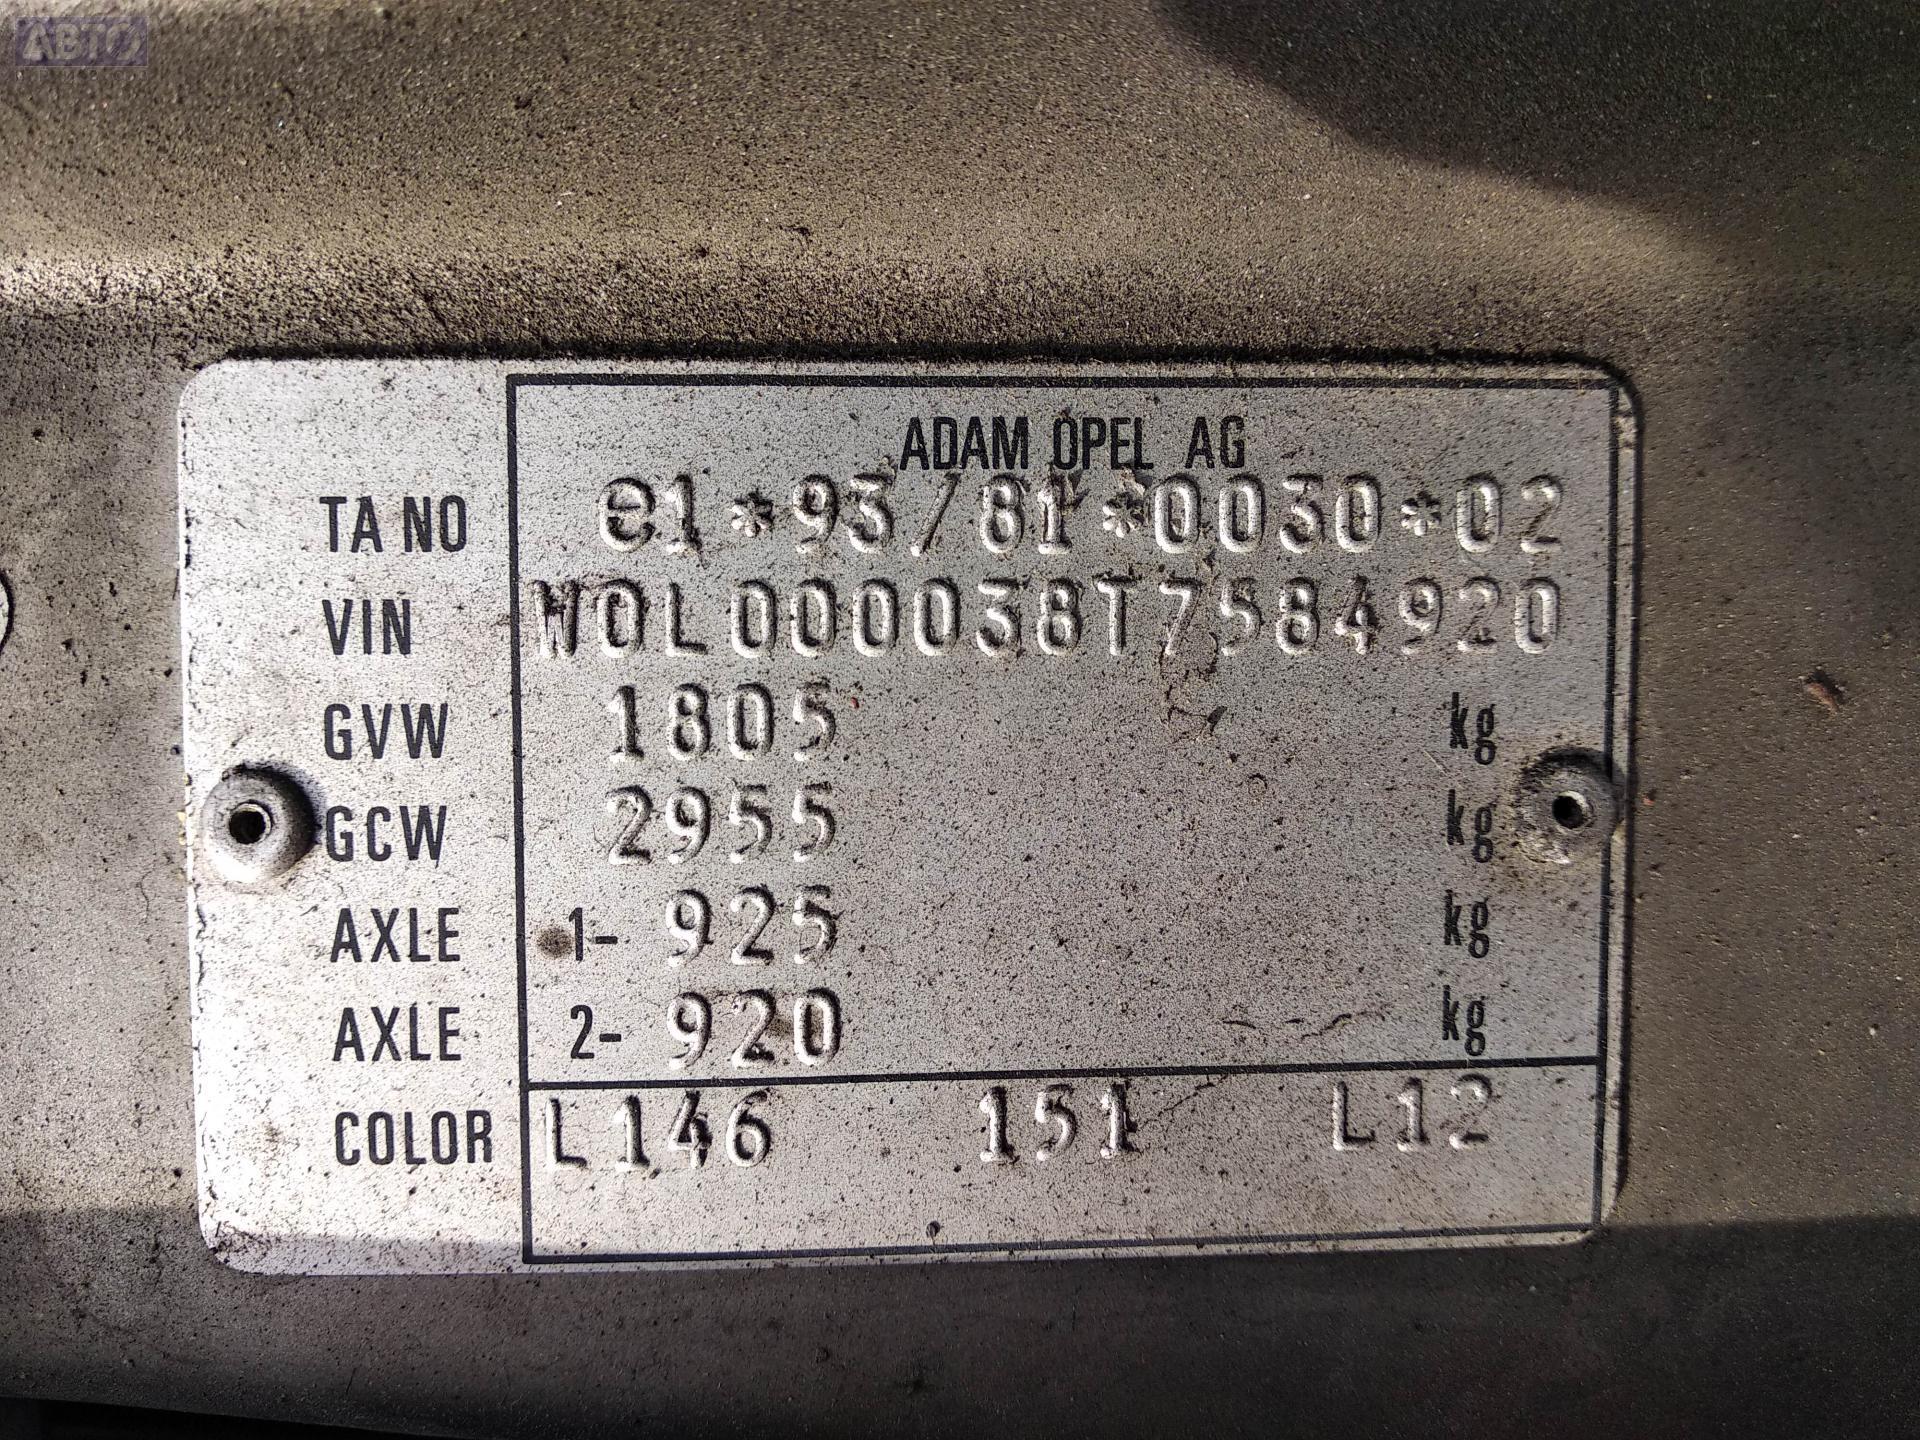 АВТО
ADAM OPEL AG
TA NO e1*93/81*0030*02
VIN W0L000038T7584920
GVW 1805 kg
GCW 2955 kg
AXLE 1- 925 kg
AXLE 2- 920 kg
COLOR L146 151 L12